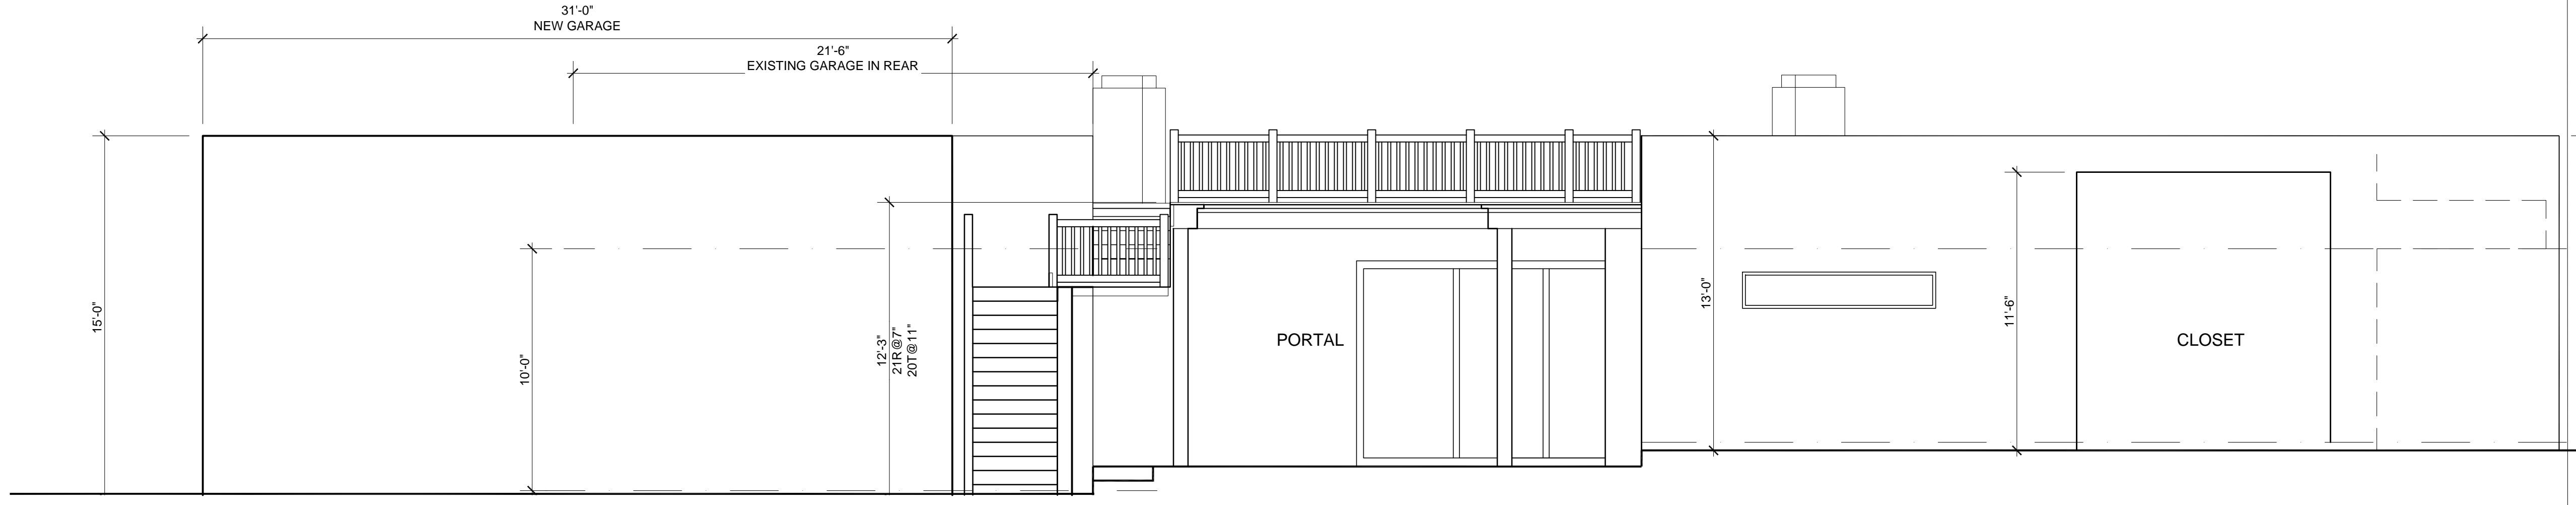 31'-0"
NEW GARAGE
21'-6"
EXISTING GARAGE IN REAR
15'-0"
10'-0"
12'-3"
21R@7"
20T@11"
PORTAL
13'-0"
11'-6"
CLOSET